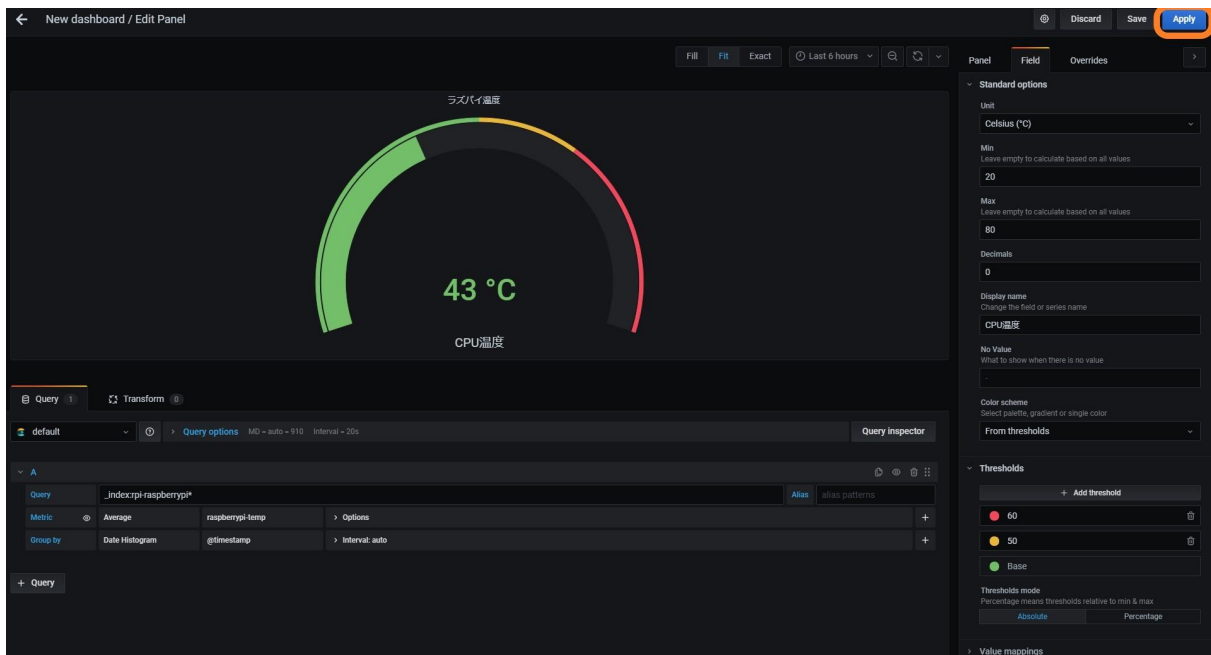 New dashboard / Edit Panel
Discard
Save
Apply
Fill
Fit
Exact
Last 6 hours
Panel
Field
Overrides
ラズパイ温度
43 °C
CPU温度
Standard options
Unit
Celsius (°C)
Min
Leave empty to calculate based on all values
20
Max
Leave empty to calculate based on all values
80
Decimals
0
Display name
Change the field or series name
CPU温度
No Value
What to show when there is no value
-
Color scheme
Select palette, gradient or single color
From thresholds
Thresholds
+ Add threshold
60
50
Base
Thresholds mode
Percentage means thresholds relative to min & max
Absolute
Percentage
Value mappings
Query 1
Transform 0
default
> Query options MD = auto = 910 Interval = 20s
Query inspector
A
Query
_index:rpi-raspberrypi*
Alias
alias patterns
Metric
Average
raspberrypi-temp
> Options
+
Group by
Date Histogram
@timestamp
> Interval: auto
+
+ Query